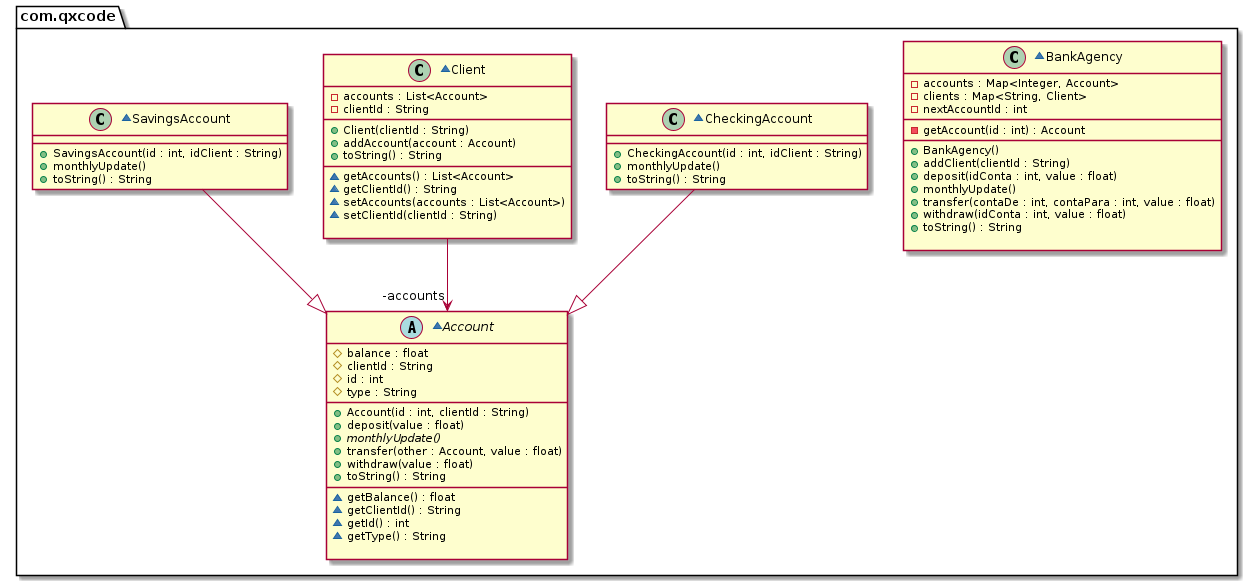 com.qxcode
C SavingsAccount
SavingsAccount(id : int, idClient : String)
monthlyUpdate()
toString() : String
C Client
accounts : List<Account>
clientId : String
Client(clientId : String)
addAccount(account : Account)
toString() : String
getAccounts() : List<Account>
getClientId() : String
setAccounts(accounts : List<Account>)
setClientId(clientId : String)
C CheckingAccount
CheckingAccount(id : int, idClient : String)
monthlyUpdate()
toString() : String
C BankAgency
accounts : Map<Integer, Account>
clients : Map<String, Client>
nextAccountId : int
getAccount(id : int) : Account
BankAgency()
addClient(clientId : String)
deposit(idConta : int, value : float)
monthlyUpdate()
transfer(contaDe : int, contaPara : int, value : float)
withdraw(idConta : int, value : float)
toString() : String
-accounts
A Account
balance : float
clientId : String
id : int
type : String
Account(id : int, clientId : String)
deposit(value : float)
monthlyUpdate()
transfer(other : Account, value : float)
withdraw(value : float)
toString() : String
getBalance() : float
getClientId() : String
getId() : int
getType() : String